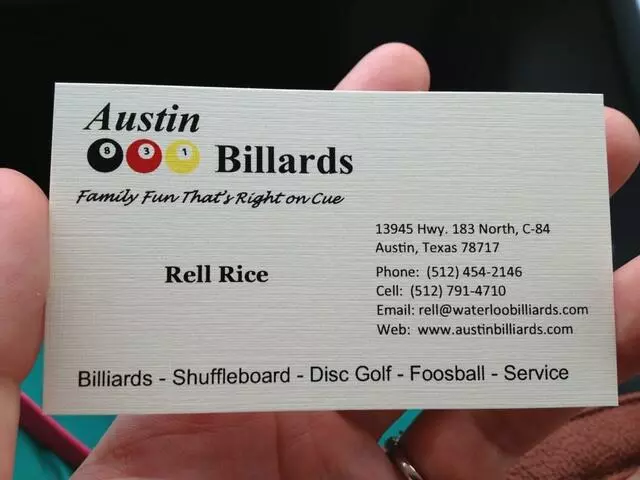 Austin
8 3 1 Billards
Family Fun That's Right on Cue
13945 Hwy. 183 North, C-84
Austin, Texas 78717
Rell Rice
Phone: (512) 454-2146
Cell: (512) 791-4710
Email: rell@waterloobilliards.com
Web: www.austinbilliards.com
Billiards - Shuffleboard - Disc Golf - Foosball - Service